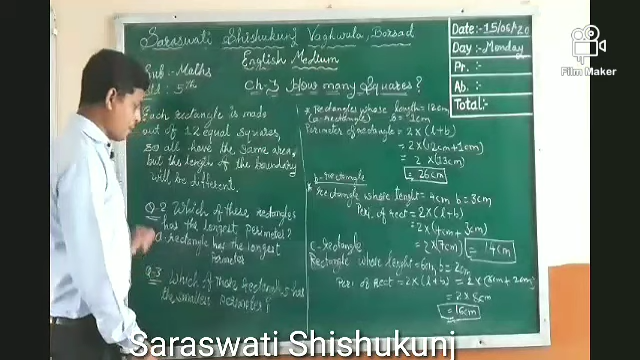 Saraswati Shishukunj Vaghwala, Borsad
English Medium
Date:- 15/06/20
Day:- Monday
Pr.:-
Ab.:-
Total:-
Film Maker
Sub:- Maths
Std:- 5th
Ch-3 How many Squares?
Each rectangle is made
out of 12 equal squares,
so all have the same area
but the length of the boundary
will be different.
Q-2 Which of these rectangles
has the longest perimeter?
a-rectangle has the longest
Perimeter
Q-3 Which of these rectangles has
the smallest perimeter?
* Rectangles whose length = 12cm
(a-rectangle) b = 1cm
Perimeter of rectangle = 2×(l+b)
= 2×(12cm+1cm)
= 2×(13cm)
= 26cm
b-rectangle
* Rectangle whose lenght = 4cm b = 3cm
Peri. of Rect = 2×(l+b)
= 2×(4cm+3cm)
= 2×(7cm) = 14cm
C-Rectangle
Rectangle whose lenght = 6cm, b = 2cm
Peri. of Rect = 2×(l+b) = 2×(6cm+2cm)
= 2×8cm
= 16cm
Saraswati Shishukunj